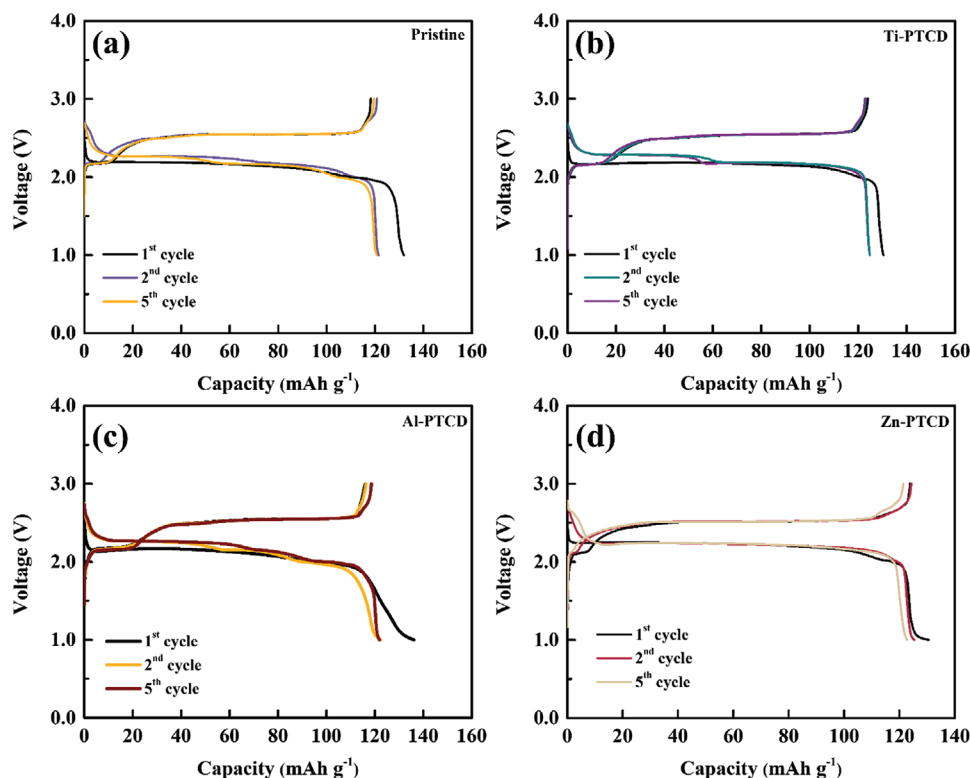 (a)
Pristine
4.0
3.0
2.0
1.0
0.0
Voltage (V)
1st cycle
2nd cycle
5th cycle
0 20 40 60 80 100 120 140 160
Capacity (mAh g-1)
(b)
Ti-PTCD
4.0
3.0
2.0
1.0
0.0
Voltage (V)
1st cycle
2nd cycle
5th cycle
0 20 40 60 80 100 120 140 160
Capacity (mAh g-1)
(c)
Al-PTCD
4.0
3.0
2.0
1.0
0.0
Voltage (V)
1st cycle
2nd cycle
5th cycle
0 20 40 60 80 100 120 140 160
Capacity (mAh g-1)
(d)
Zn-PTCD
4.0
3.0
2.0
1.0
0.0
Voltage (V)
1st cycle
2nd cycle
5th cycle
0 20 40 60 80 100 120 140
Capacity (mAh g-1)